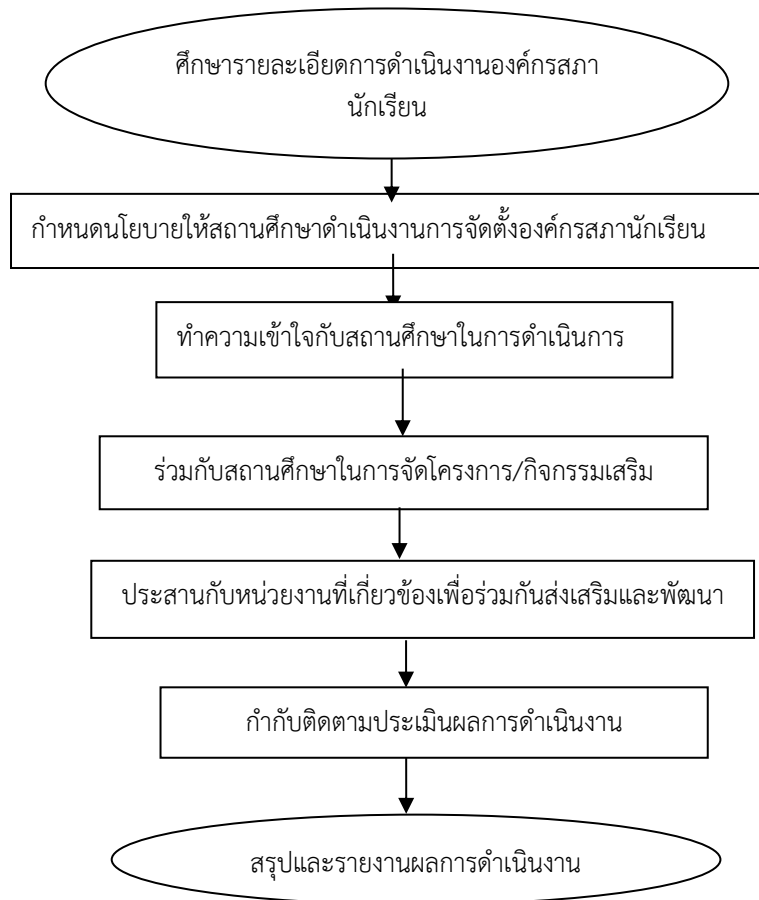 ศึกษารายละเอียดการดำเนินงานองค์กรสภา
นักเรียน
กำหนดนโยบายให้สถานศึกษาดำเนินงานการจัดตั้งองค์กรสภานักเรียน
ทำความเข้าใจกับสถานศึกษาในการดำเนินการ
ร่วมกับสถานศึกษาในการจัดโครงการ/กิจกรรมเสริม
ประสานกับหน่วยงานที่เกี่ยวข้องเพื่อร่วมกันส่งเสริมและพัฒนา
กำกับติดตามประเมินผลการดำเนินงาน
สรุปและรายงานผลการดำเนินงาน